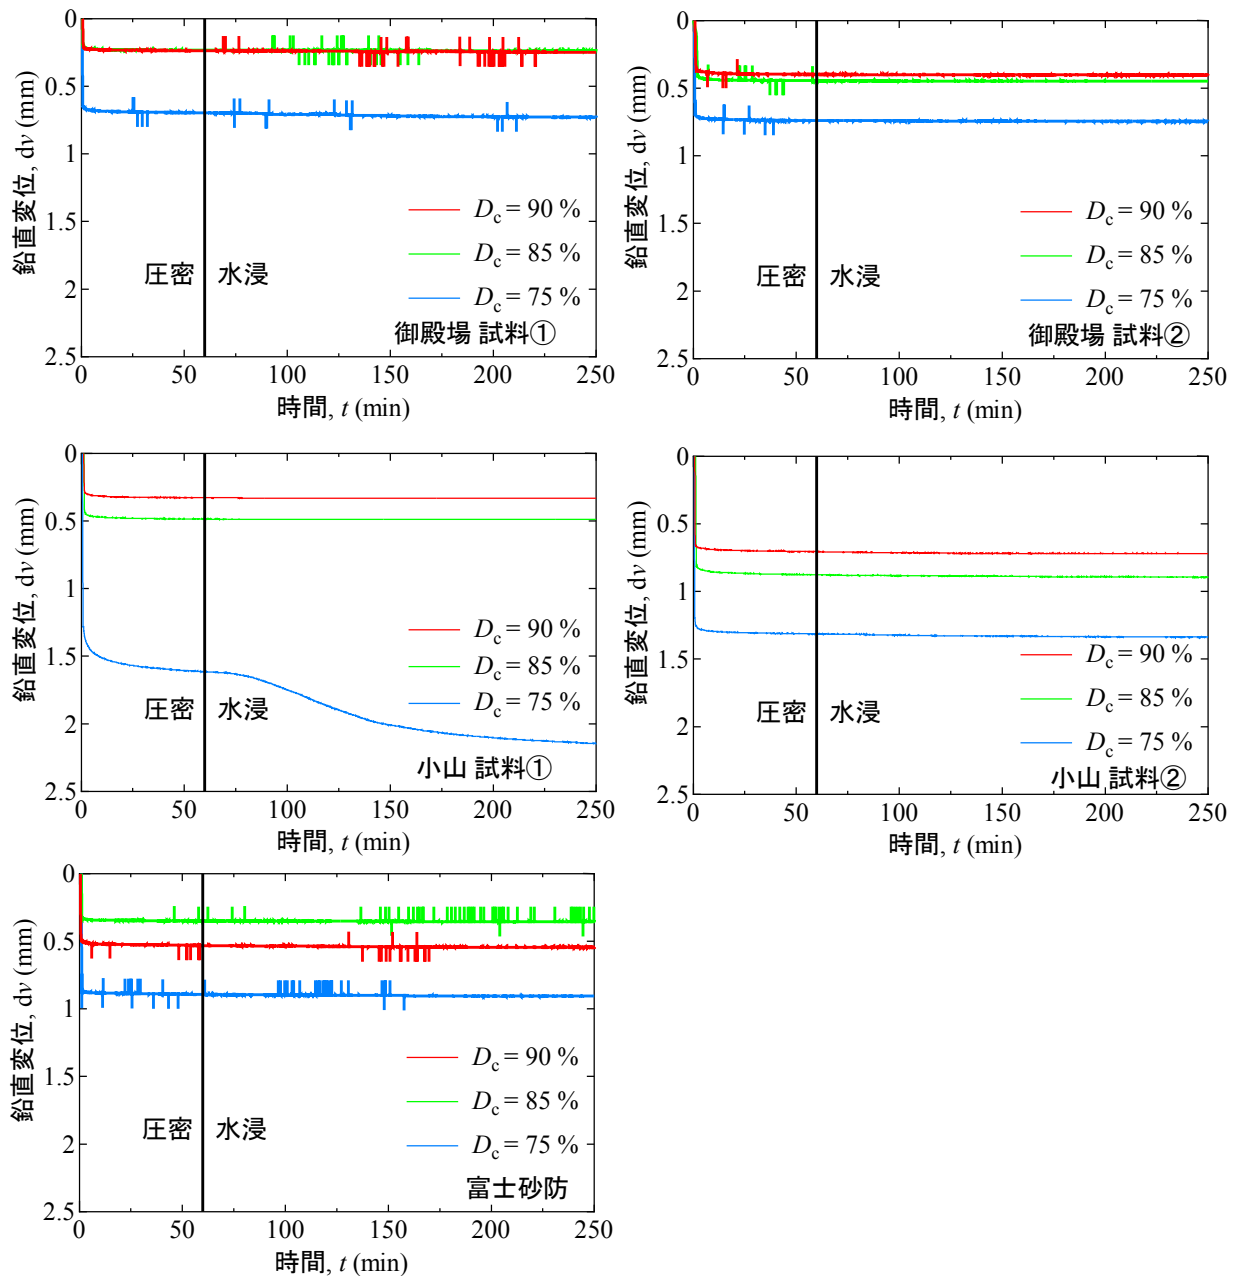 0
0.5
1
1.5
2
2.5
鉛直変位, dv (mm)
0 50 100 150 200 250
時間, t (min)
Dc = 90 %
Dc = 85 %
Dc = 75 %
圧密 水浸
御殿場 試料①
0
0.5
1
1.5
2
2.5
鉛直変位, dv (mm)
0 50 100 150 200 250
時間, t (min)
Dc = 90 %
Dc = 85 %
Dc = 75 %
圧密 水浸
御殿場 試料②
0
0.5
1
1.5
2
2.5
鉛直変位, dv (mm)
0 50 100 150 200 250
時間, t (min)
Dc = 90 %
Dc = 85 %
Dc = 75 %
圧密 水浸
小山 試料①
0
0.5
1
1.5
2
2.5
鉛直変位, dv (mm)
0 50 100 150 200 250
時間, t (min)
Dc = 90 %
Dc = 85 %
Dc = 75 %
圧密 水浸
小山 試料②
0
0.5
1
1.5
2
2.5
鉛直変位, dv (mm)
0 50 100 150 200 250
時間, t (min)
Dc = 90 %
Dc = 85 %
Dc = 75 %
圧密 水浸
富士砂防